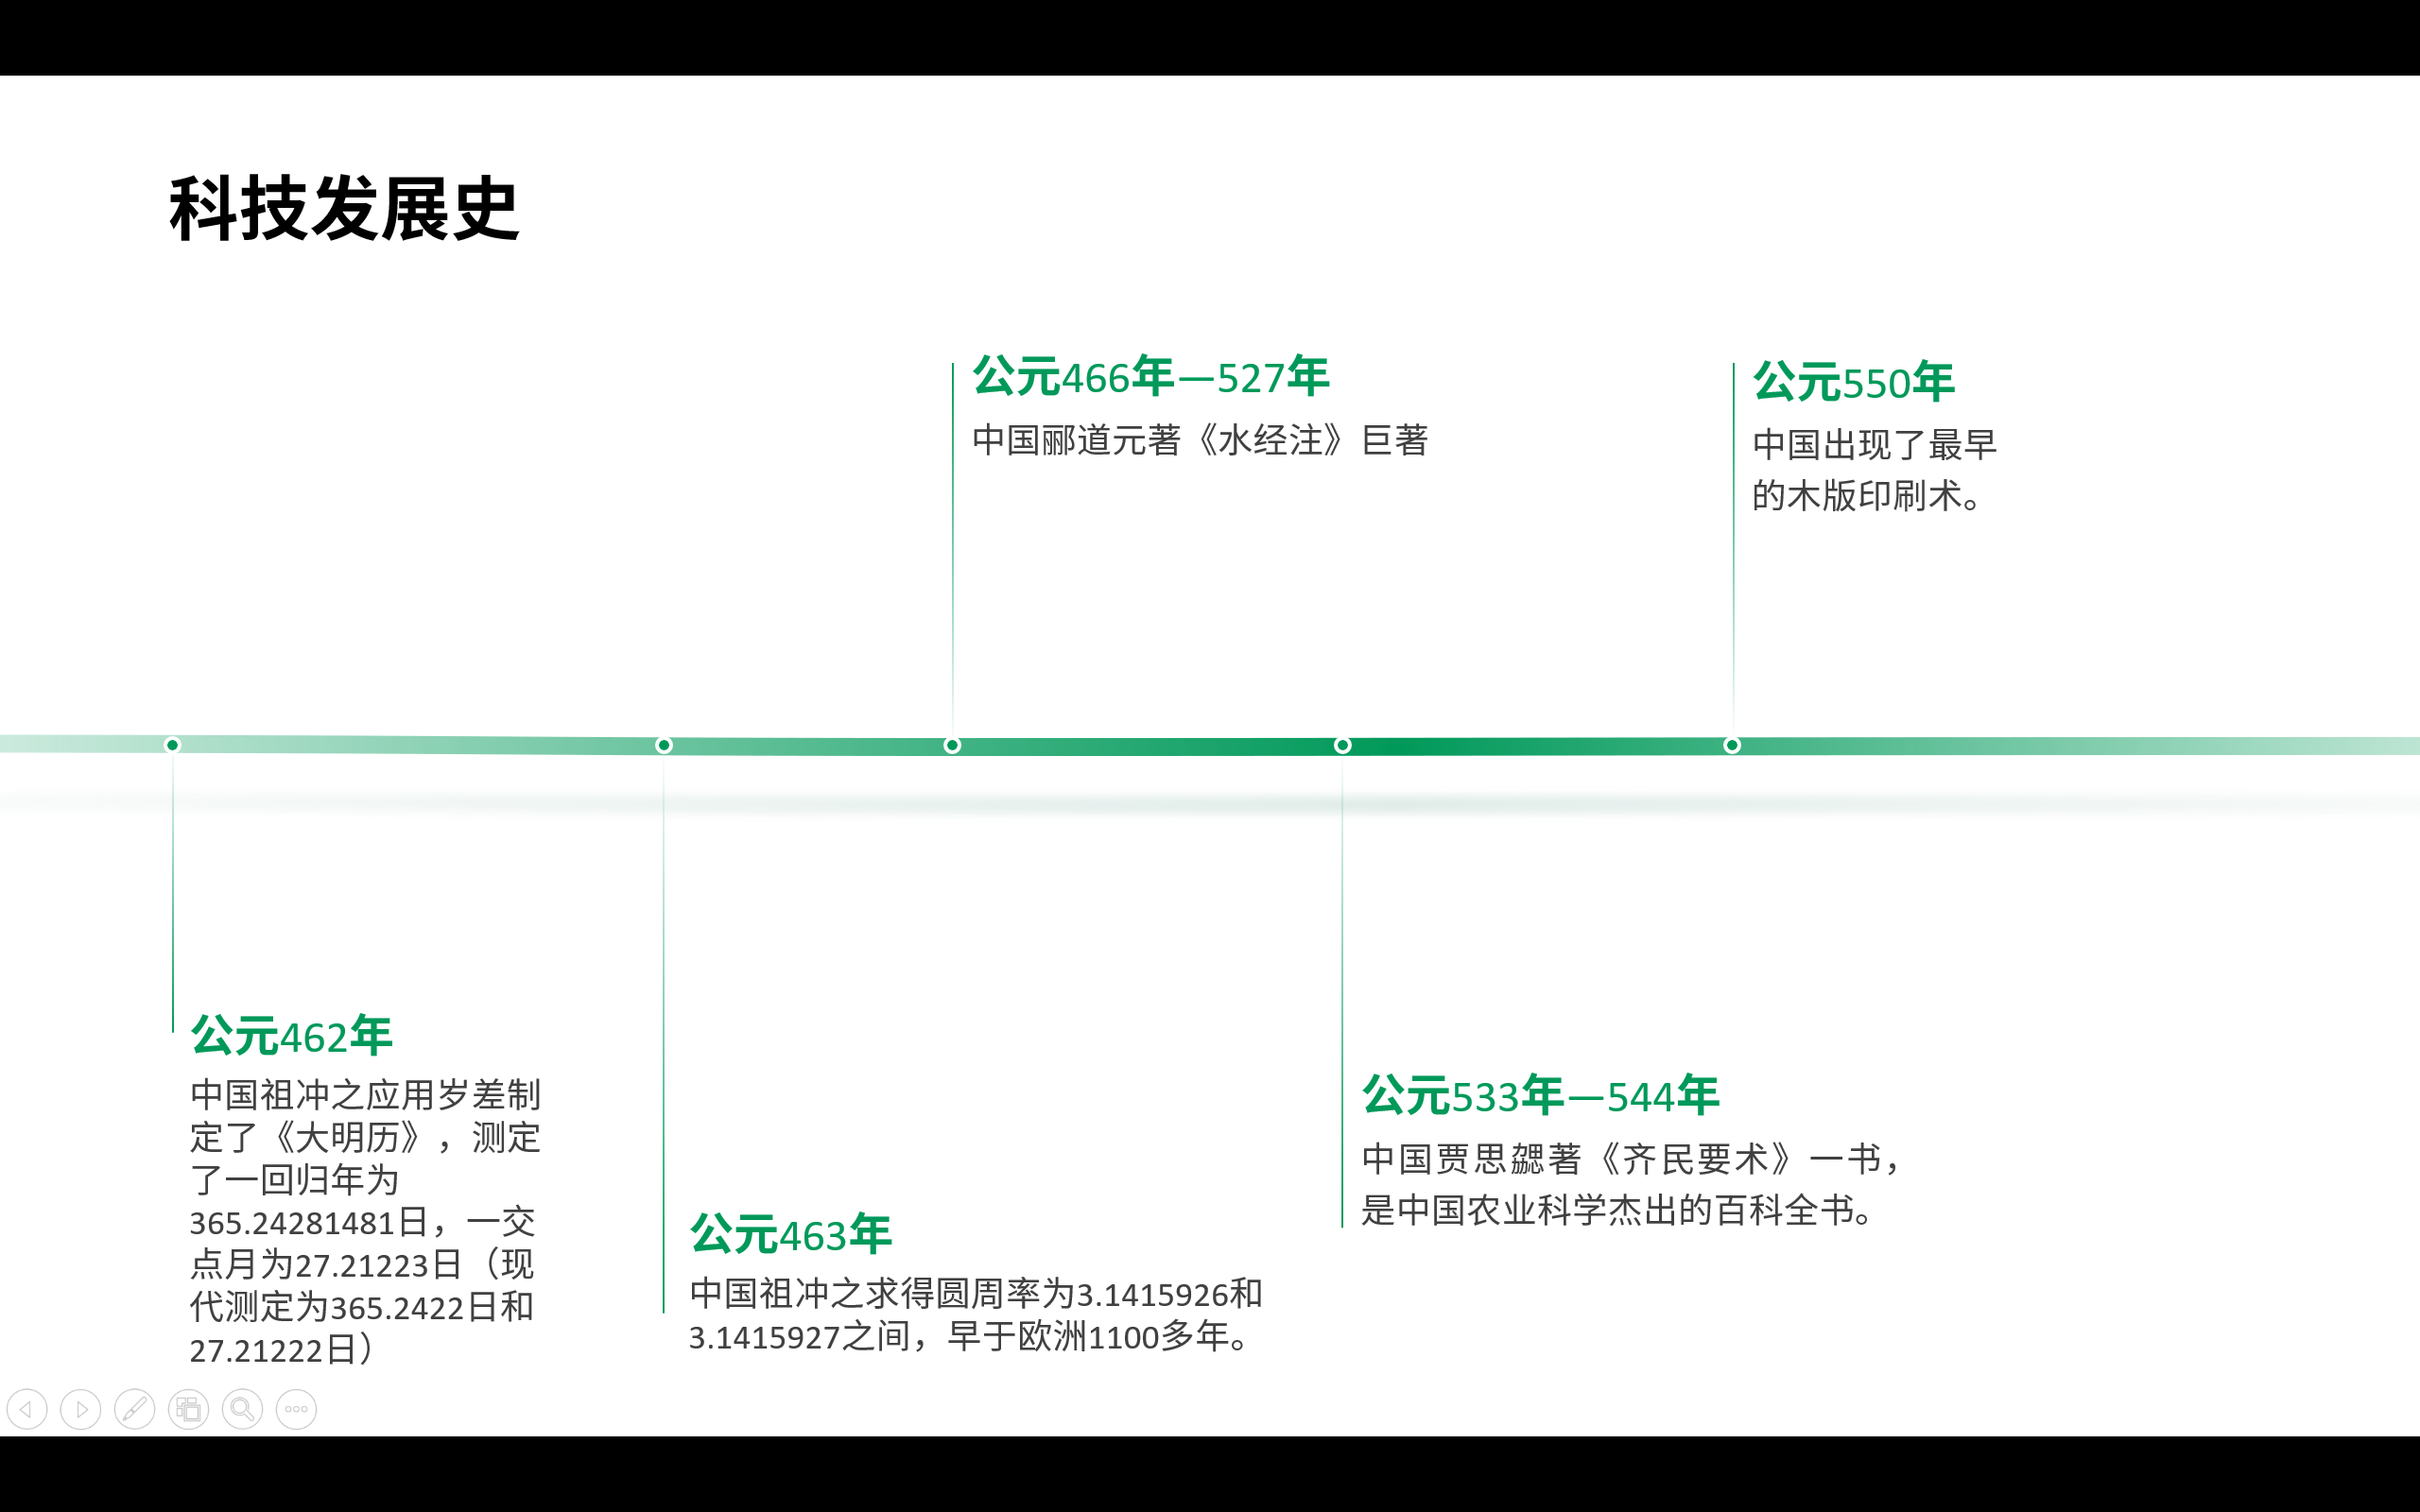 科技发展史
公元466年—527年
中国郦道元著《水经注》巨著
公元550年
中国出现了最早
的木版印刷术。
公元462年
中国祖冲之应用岁差制
定了《大明历》，测定
了一回归年为
365.24281481日，一交
点月为27.21223日（现
代测定为365.2422日和
27.21222日）
公元463年
中国祖冲之求得圆周率为3.1415926和
3.1415927之间，早于欧洲1100多年。
公元533年—544年
中国贾思勰著《齐民要术》一书，
是中国农业科学杰出的百科全书。